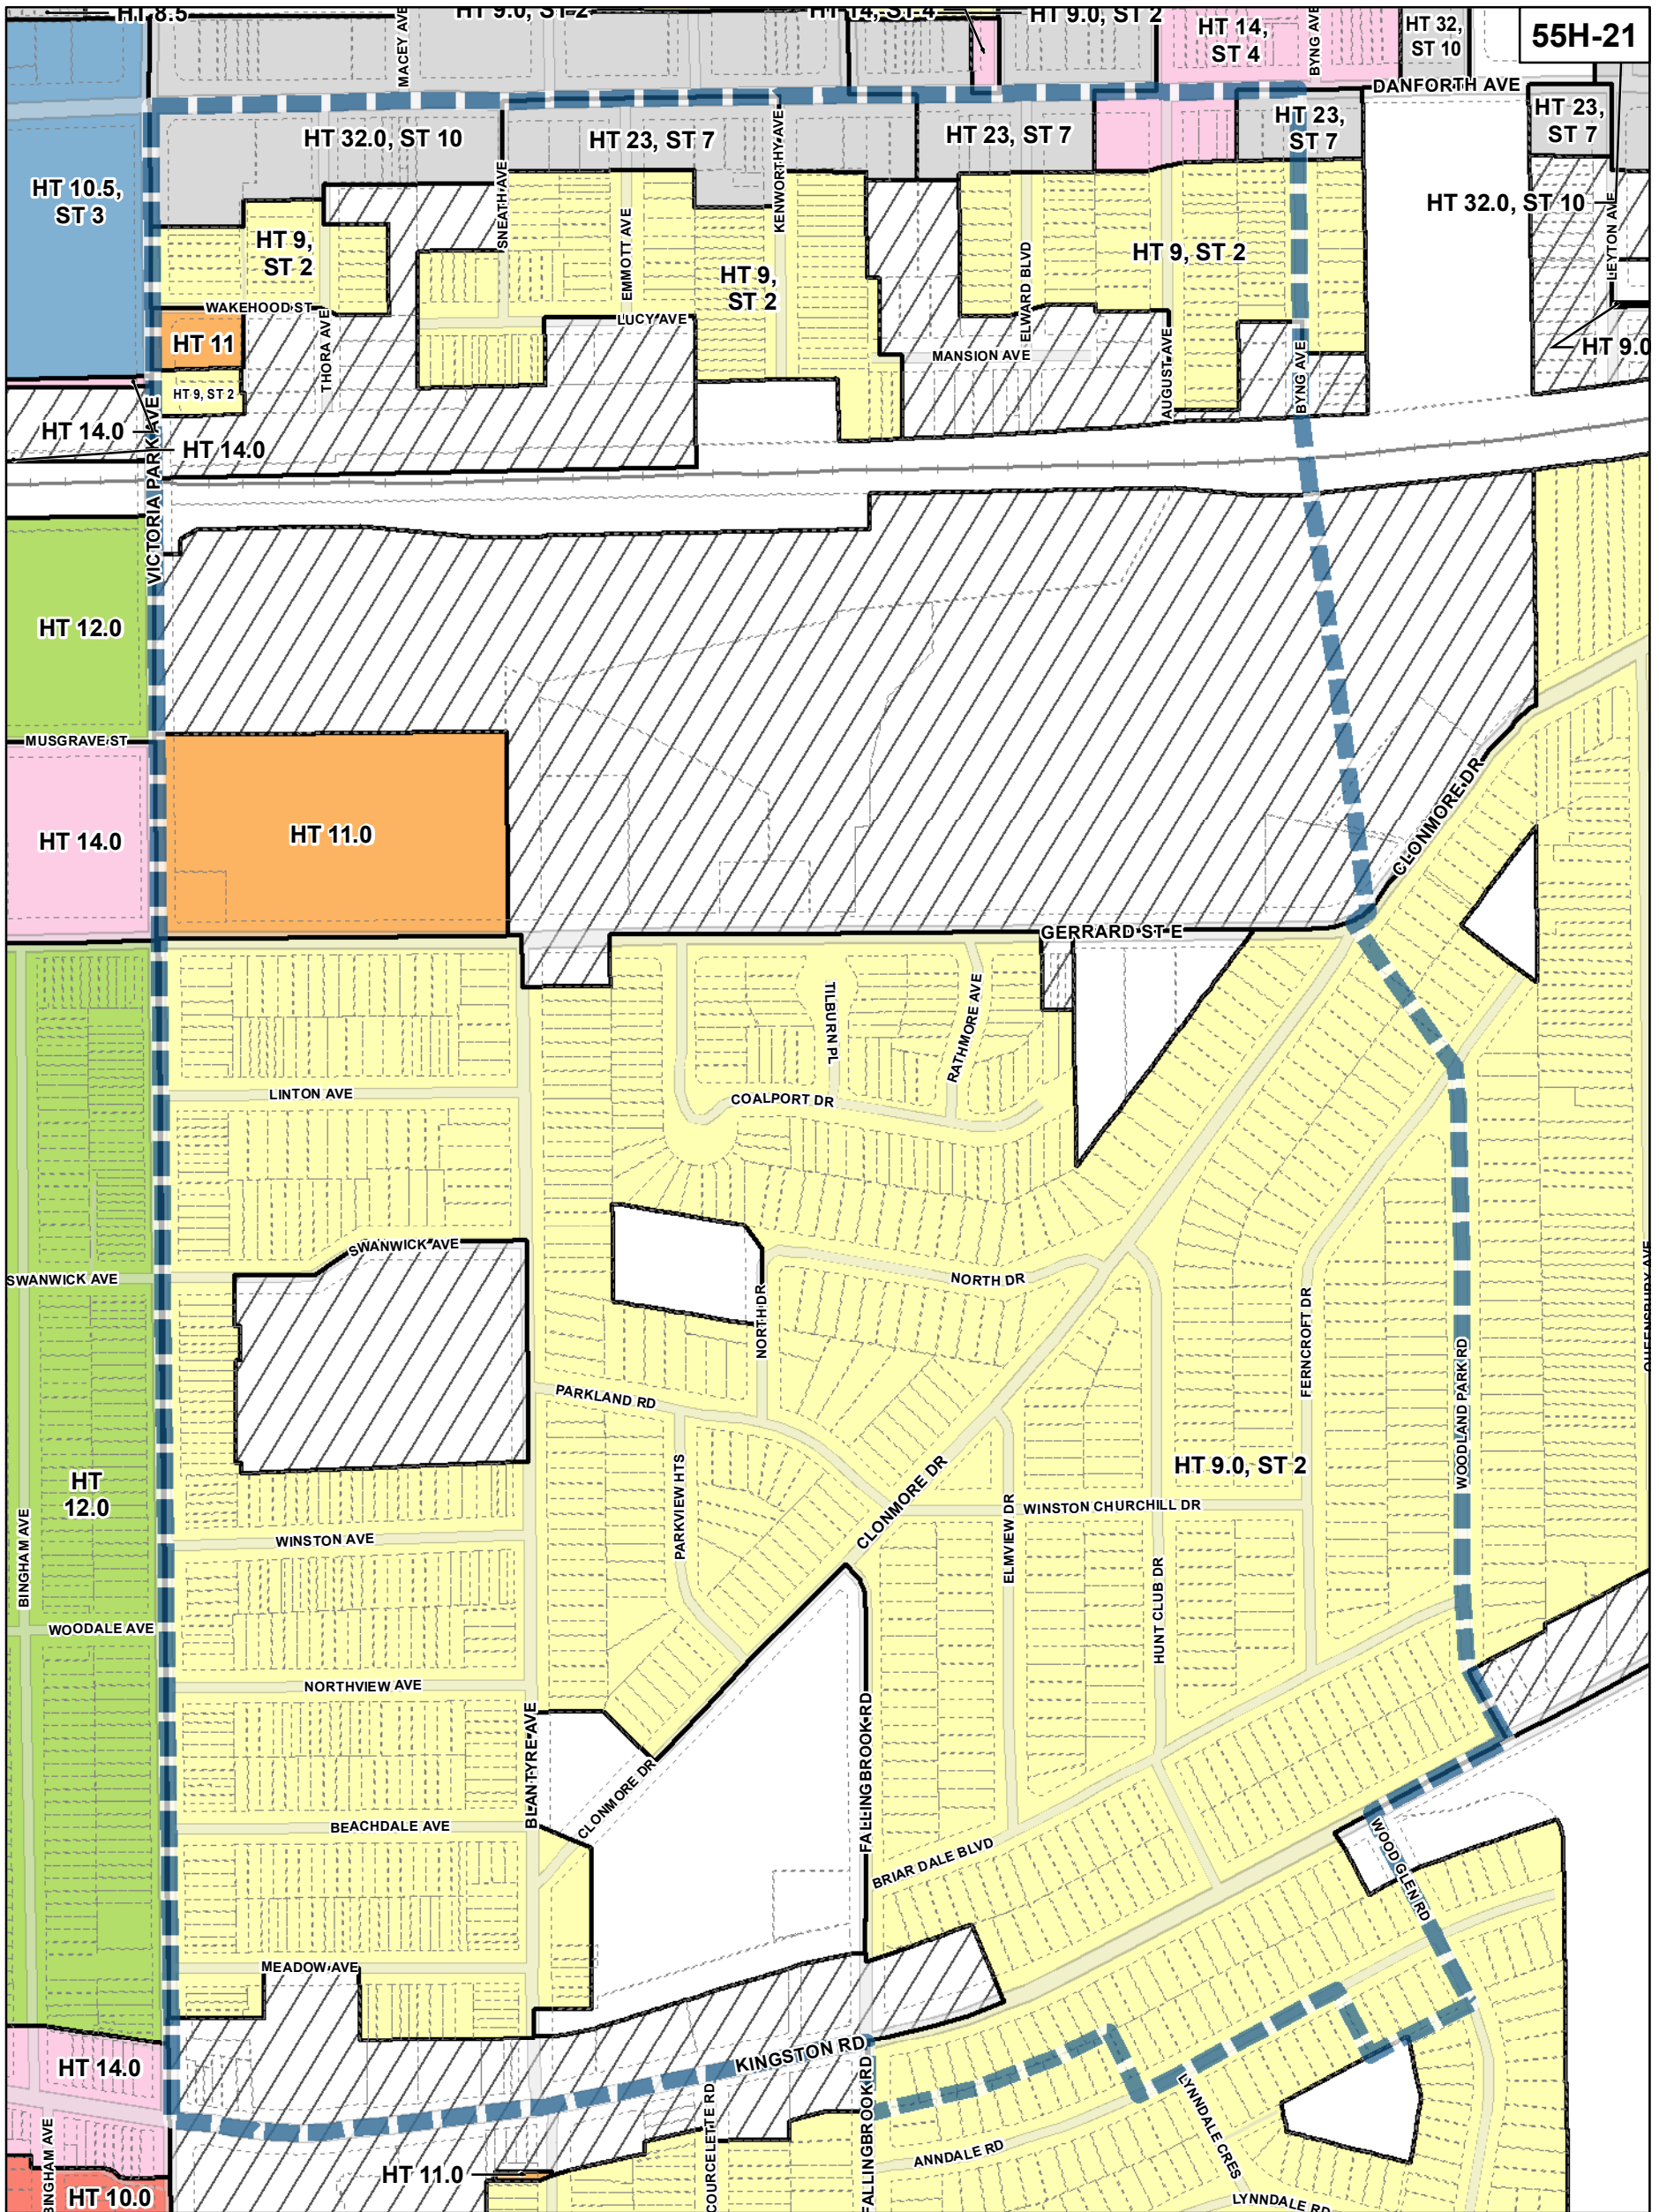 HT 8.5
MACEY AVE
HT 9.0, ST 2
HT 14, ST 4
HT 9.0, ST 2
HT 14,
ST 4
BYNG AVE
HT 32,
ST 10
55H-21
DANFORTH AVE
HT 32.0, ST 10
HT 23, ST 7
KENWORTHY AVE
HT 23, ST 7
HT 23,
ST 7
HT 23,
ST 7
HT 10.5,
ST 3
SNEATH AVE
HT 32.0, ST 10
LEYTON AVE
HT 9,
ST 2
EMMOTT AVE
HT 9,
ST 2
ELWARD BLVD
HT 9, ST 2
WAKEHOOD ST
THORA AVE
LUCY AVE
HT 11
MANSION AVE
AUGUST AVE
BYNG AVE
HT 9.0
HT 9, ST 2
HT 14.0
HT 14.0
VICTORIA PARK AVE
HT 12.0
MUSGRAVE ST
HT 14.0
HT 11.0
CLONMORE DR
GERRARD ST E
TILBURN PL
RATHMORE AVE
LINTON AVE
COALPORT DR
SWANWICK AVE
SWANWICK AVE
NORTH DR
NORTH DR
FERNCROFT DR
QUEENSBURY AVE
WOODLAND PARK RD
PARKLAND RD
HT
12.0
PARKVIEW HTS
CLONMORE DR
HT 9.0, ST 2
ELMVIEW DR
WINSTON CHURCHILL DR
BINGHAM AVE
WINSTON AVE
HUNT CLUB DR
WOODALE AVE
NORTHVIEW AVE
BLANTYRE AVE
FALLINGBROOK RD
CLONMORE DR
BEACHDALE AVE
BRIAR DALE BLVD
WOOD GLEN RD
MEADOW AVE
HT 14.0
KINGSTON RD
FALLINGBROOK RD
COURCELETTE RD
LYNNDALE CRES
ANNDALE RD
BINGHAM AVE
HT 11.0
HT 10.0
LYNNDALE RD